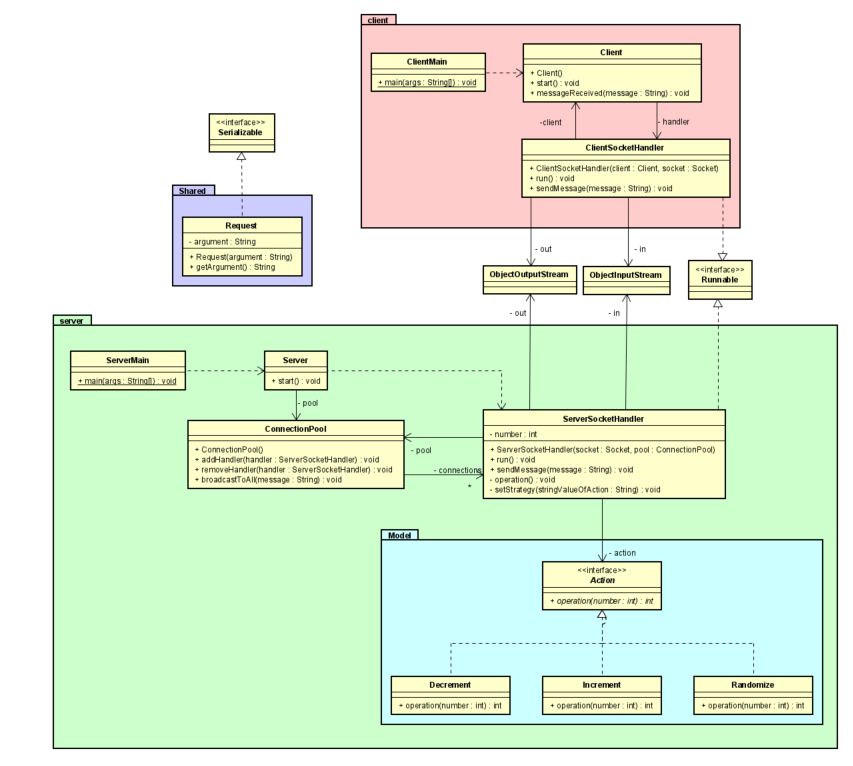 client
ClientMain
+ main(args : String[]) : void
Client
+ Client()
+ start() : void
+ messageReceived(message : String) : void
-client
- handler
<<interface>>
Serializable
ClientSocketHandler
+ ClientSocketHandler(client : Client, socket : Socket)
+ run() : void
+ sendMessage(message : String) : void
Shared
Request
- argument : String
+ Request(argument : String)
+ getArgument() : String
- out
- in
ObjectOutputStream
ObjectInputStream
<<interface>>
Runnable
- out
- in
server
ServerMain
+ main(args : String[]) : void
Server
+ start() : void
- pool
ConnectionPool
+ ConnectionPool()
+ addHandler(handler : ServerSocketHandler) : void
+ removeHandler(handler : ServerSocketHandler) : void
+ broadcastToAll(message : String) : void
- pool
- connections
*
ServerSocketHandler
- number : int
+ ServerSocketHandler(socket : Socket, pool : ConnectionPool)
+ run() : void
+ sendMessage(message : String) : void
- operation() : void
- setStrategy(stringValueOfAction : String) : void
Model
- action
<<interface>>
Action
+ operation(number : int) : int
Decrement
+ operation(number : int) : int
Increment
+ operation(number : int) : int
Randomize
+ operation(number : int) : int